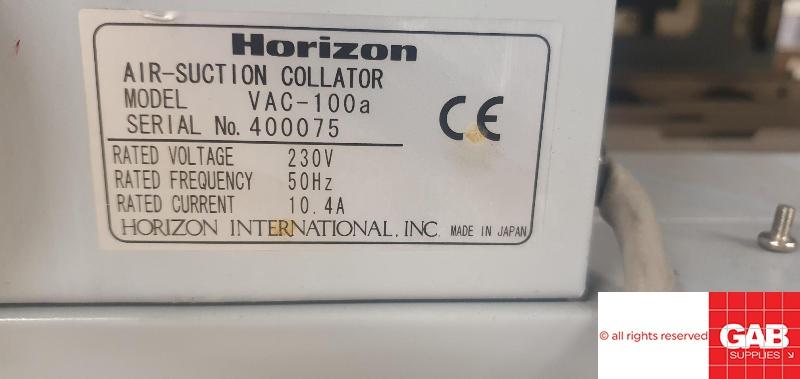 Horizon
AIR-SUCTION COLLATOR
MODEL VAC-100a
SERIAL No. 400075
CE
RATED VOLTAGE 230V
RATED FREQUENCY 50Hz
RATED CURRENT 10.4A
HORIZON INTERNATIONAL, INC. MADE IN JAPAN
© all rights reserved
GAB
SUPPLIES